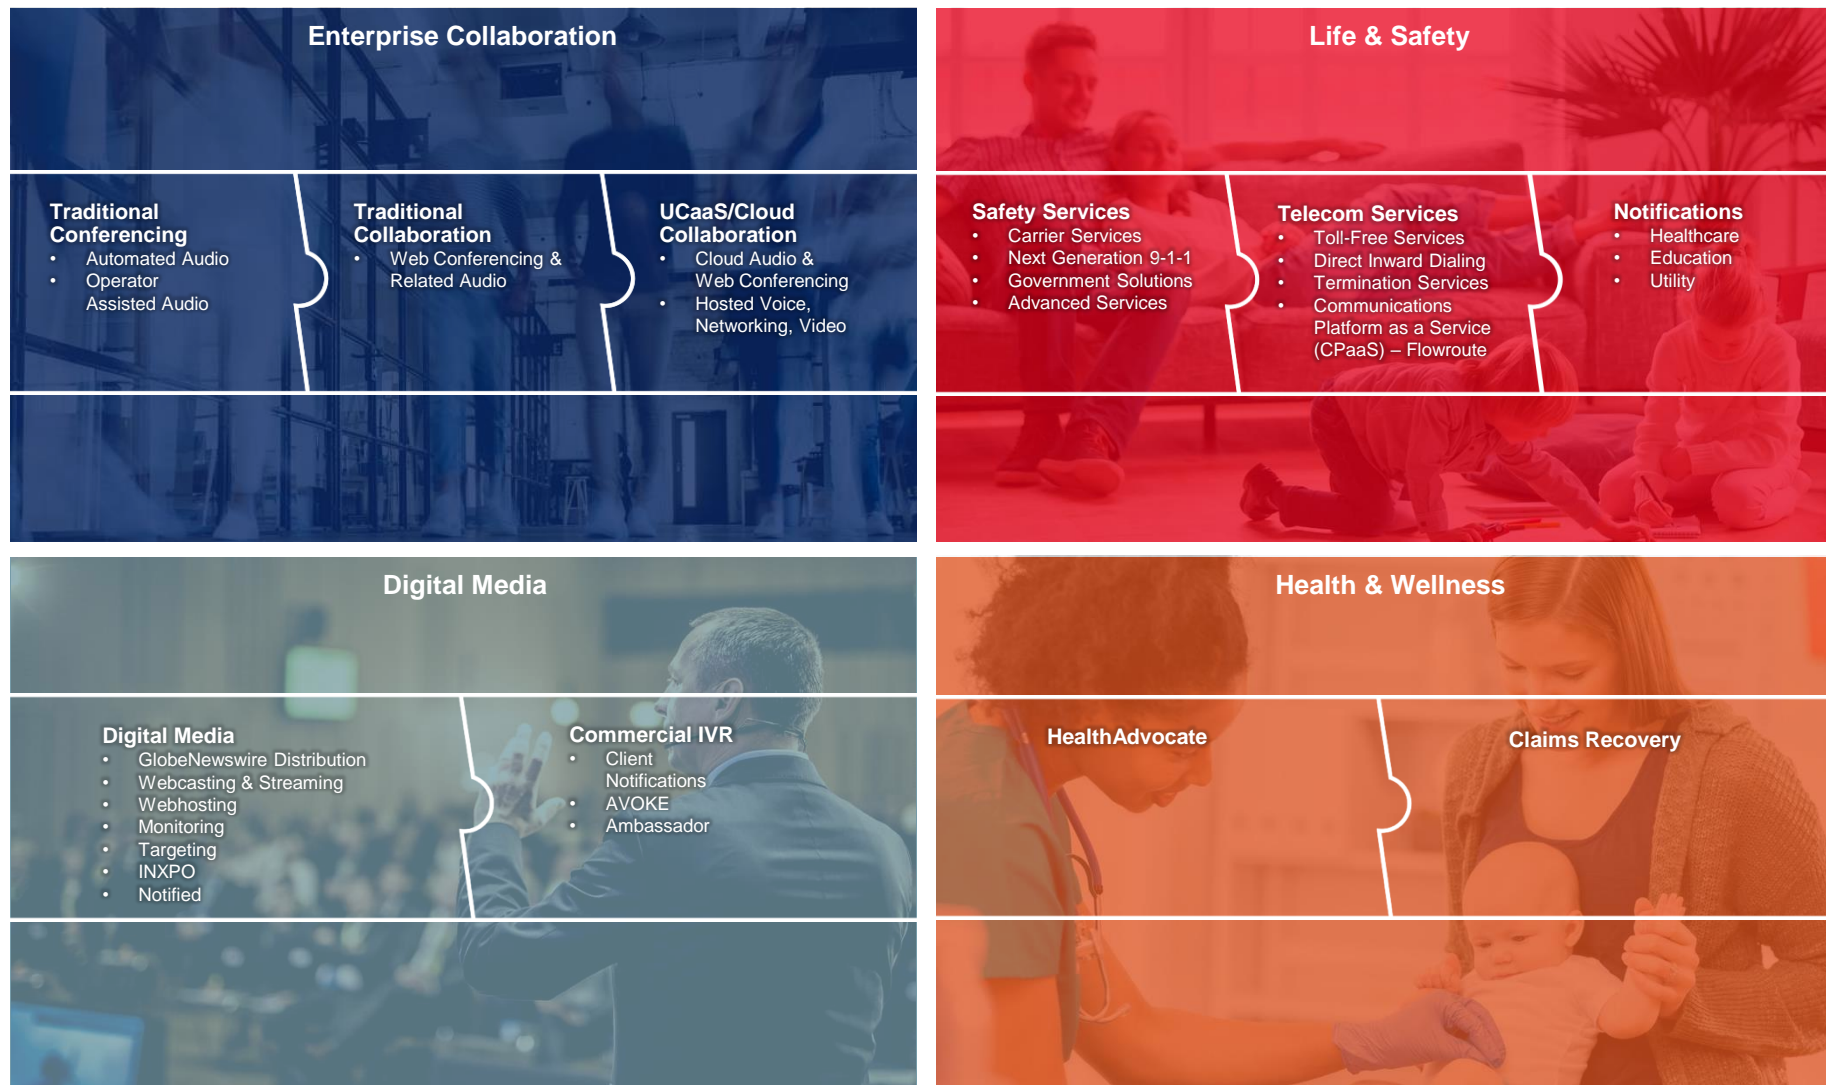 Enterprise Collaboration
Traditional
Conferencing
• Automated Audio
• Operator
Assisted Audio
Traditional
Collaboration
• Web Conferencing &
Related Audio
UCaaS/Cloud
Collaboration
• Cloud Audio &
Web Conferencing
• Hosted Voice,
Networking, Video
Life & Safety
Safety Services
• Carrier Services
• Next Generation 9-1-1
• Government Solutions
• Advanced Services
Telecom Services
• Toll-Free Services
• Direct Inward Dialing
• Termination Services
• Communications
Platform as a Service
(CPaaS) – Flowroute
Notifications
• Healthcare
• Education
• Utility
Digital Media
Digital Media
• GlobeNewswire Distribution
• Webcasting & Streaming
• Webhosting
• Monitoring
• Targeting
• INXPO
• Notified
Commercial IVR
• Client
Notifications
• AVOKE
• Ambassador
Health & Wellness
HealthAdvocate
Claims Recovery